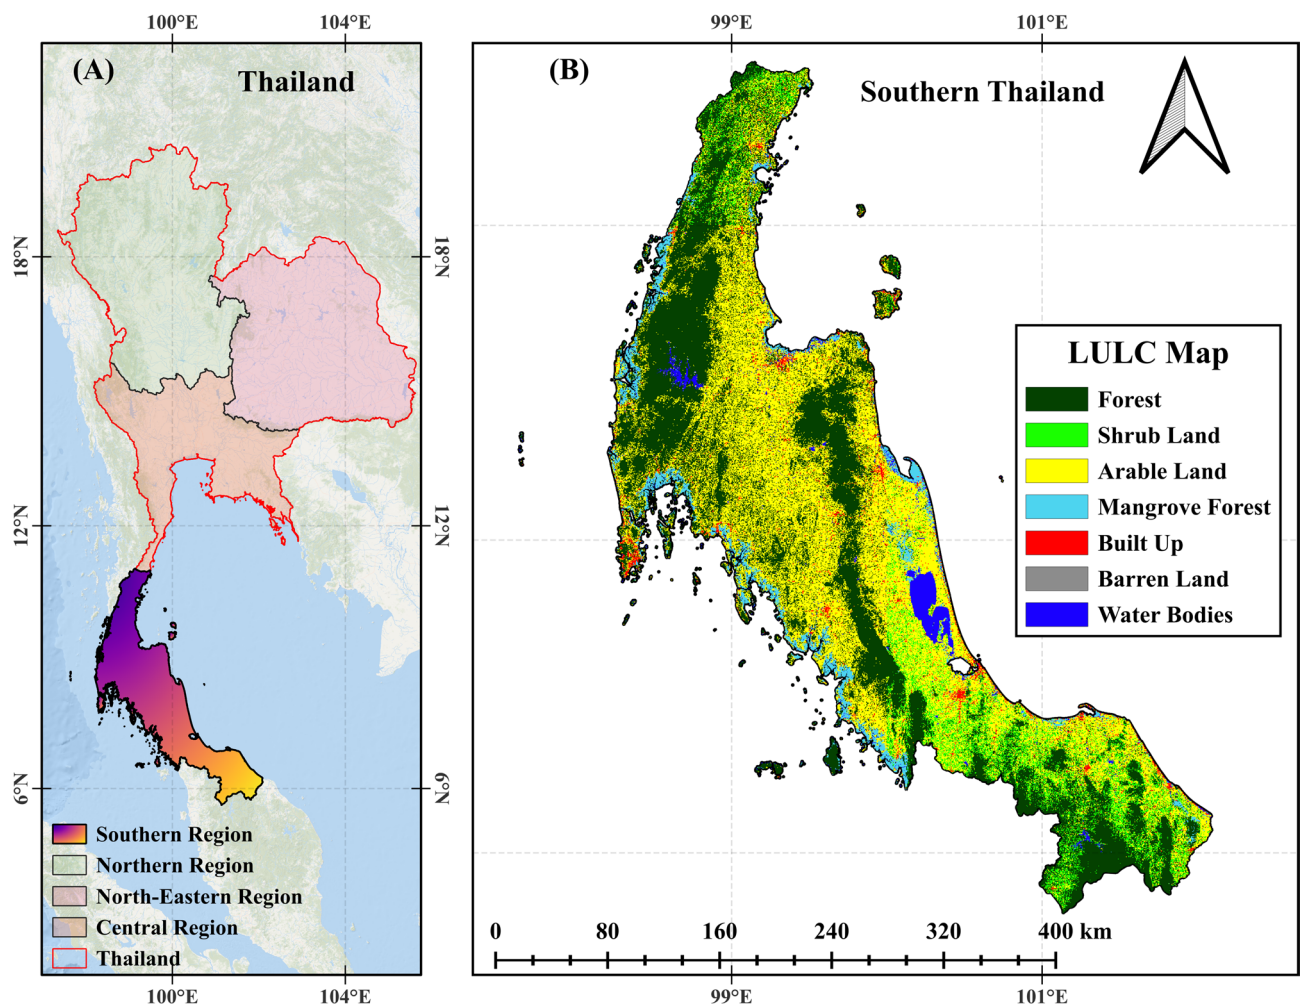 100°E 104°E 99°E 101°E
(A)
Thailand
(B)
Southern Thailand
18°N 18°N
12°N 12°N
6°N 6°N
Southern Region
Northern Region
North-Eastern Region
Central Region
Thailand
LULC Map
Forest
Shrub Land
Arable Land
Mangrove Forest
Built Up
Barren Land
Water Bodies
0 80 160 240 320 400 km
100°E 104°E 99°E 101°E